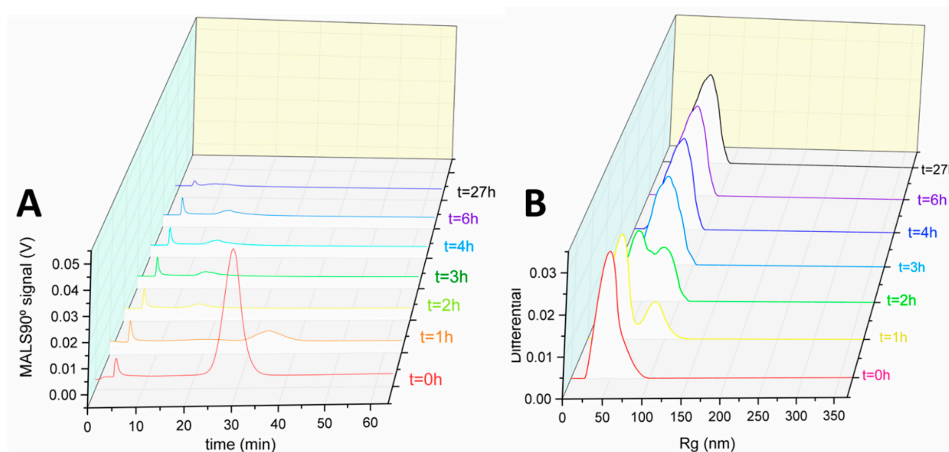 A
MALS90º signal (V)
0.05
0.04
0.03
0.02
0.01
0.00
0 10 20 30 40 50 60
time (min)
t=27h
t=6h
t=4h
t=3h
t=2h
t=1h
t=0h
B
Differential
0.03
0.02
0.01
0.00
0 50 100 150 200 250 300 350
Rg (nm)
t=27h
t=6h
t=4h
t=3h
t=2h
t=1h
t=0h